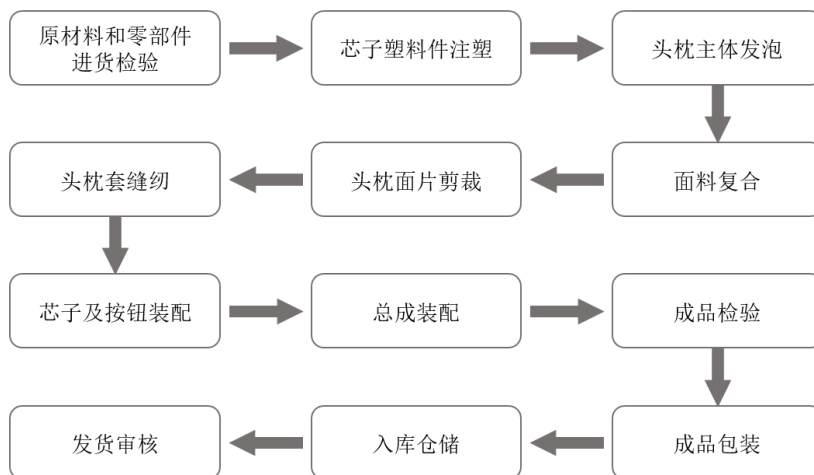 原材料和零部件
进货检验
芯子塑料件注塑
头枕主体发泡
面料复合
头枕面片剪裁
头枕套缝纫
芯子及按钮装配
总成装配
成品检验
成品包装
入库仓储
发货审核